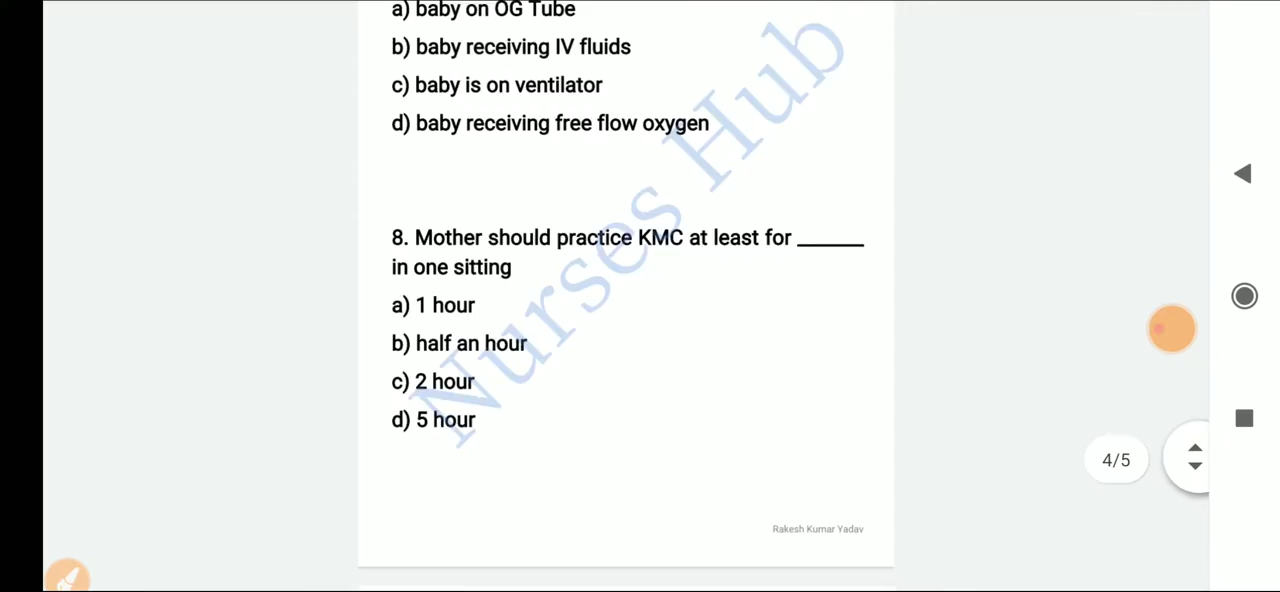 a) baby on OG Tube
b) baby receiving IV fluids
c) baby is on ventilator
d) baby receiving free flow oxygen
8. Mother should practice KMC at least for ______
in one sitting
a) 1 hour
b) half an hour
c) 2 hour
d) 5 hour
Nurses Hub
4/5
Rakesh Kumar Yadav